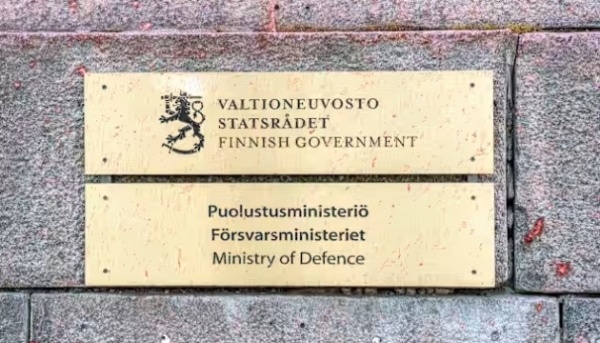 VALTIONEUVOSTO
STATSRÅDET
FINNISH GOVERNMENT
Puolustusministeriö
Försvarsministeriet
Ministry of Defence